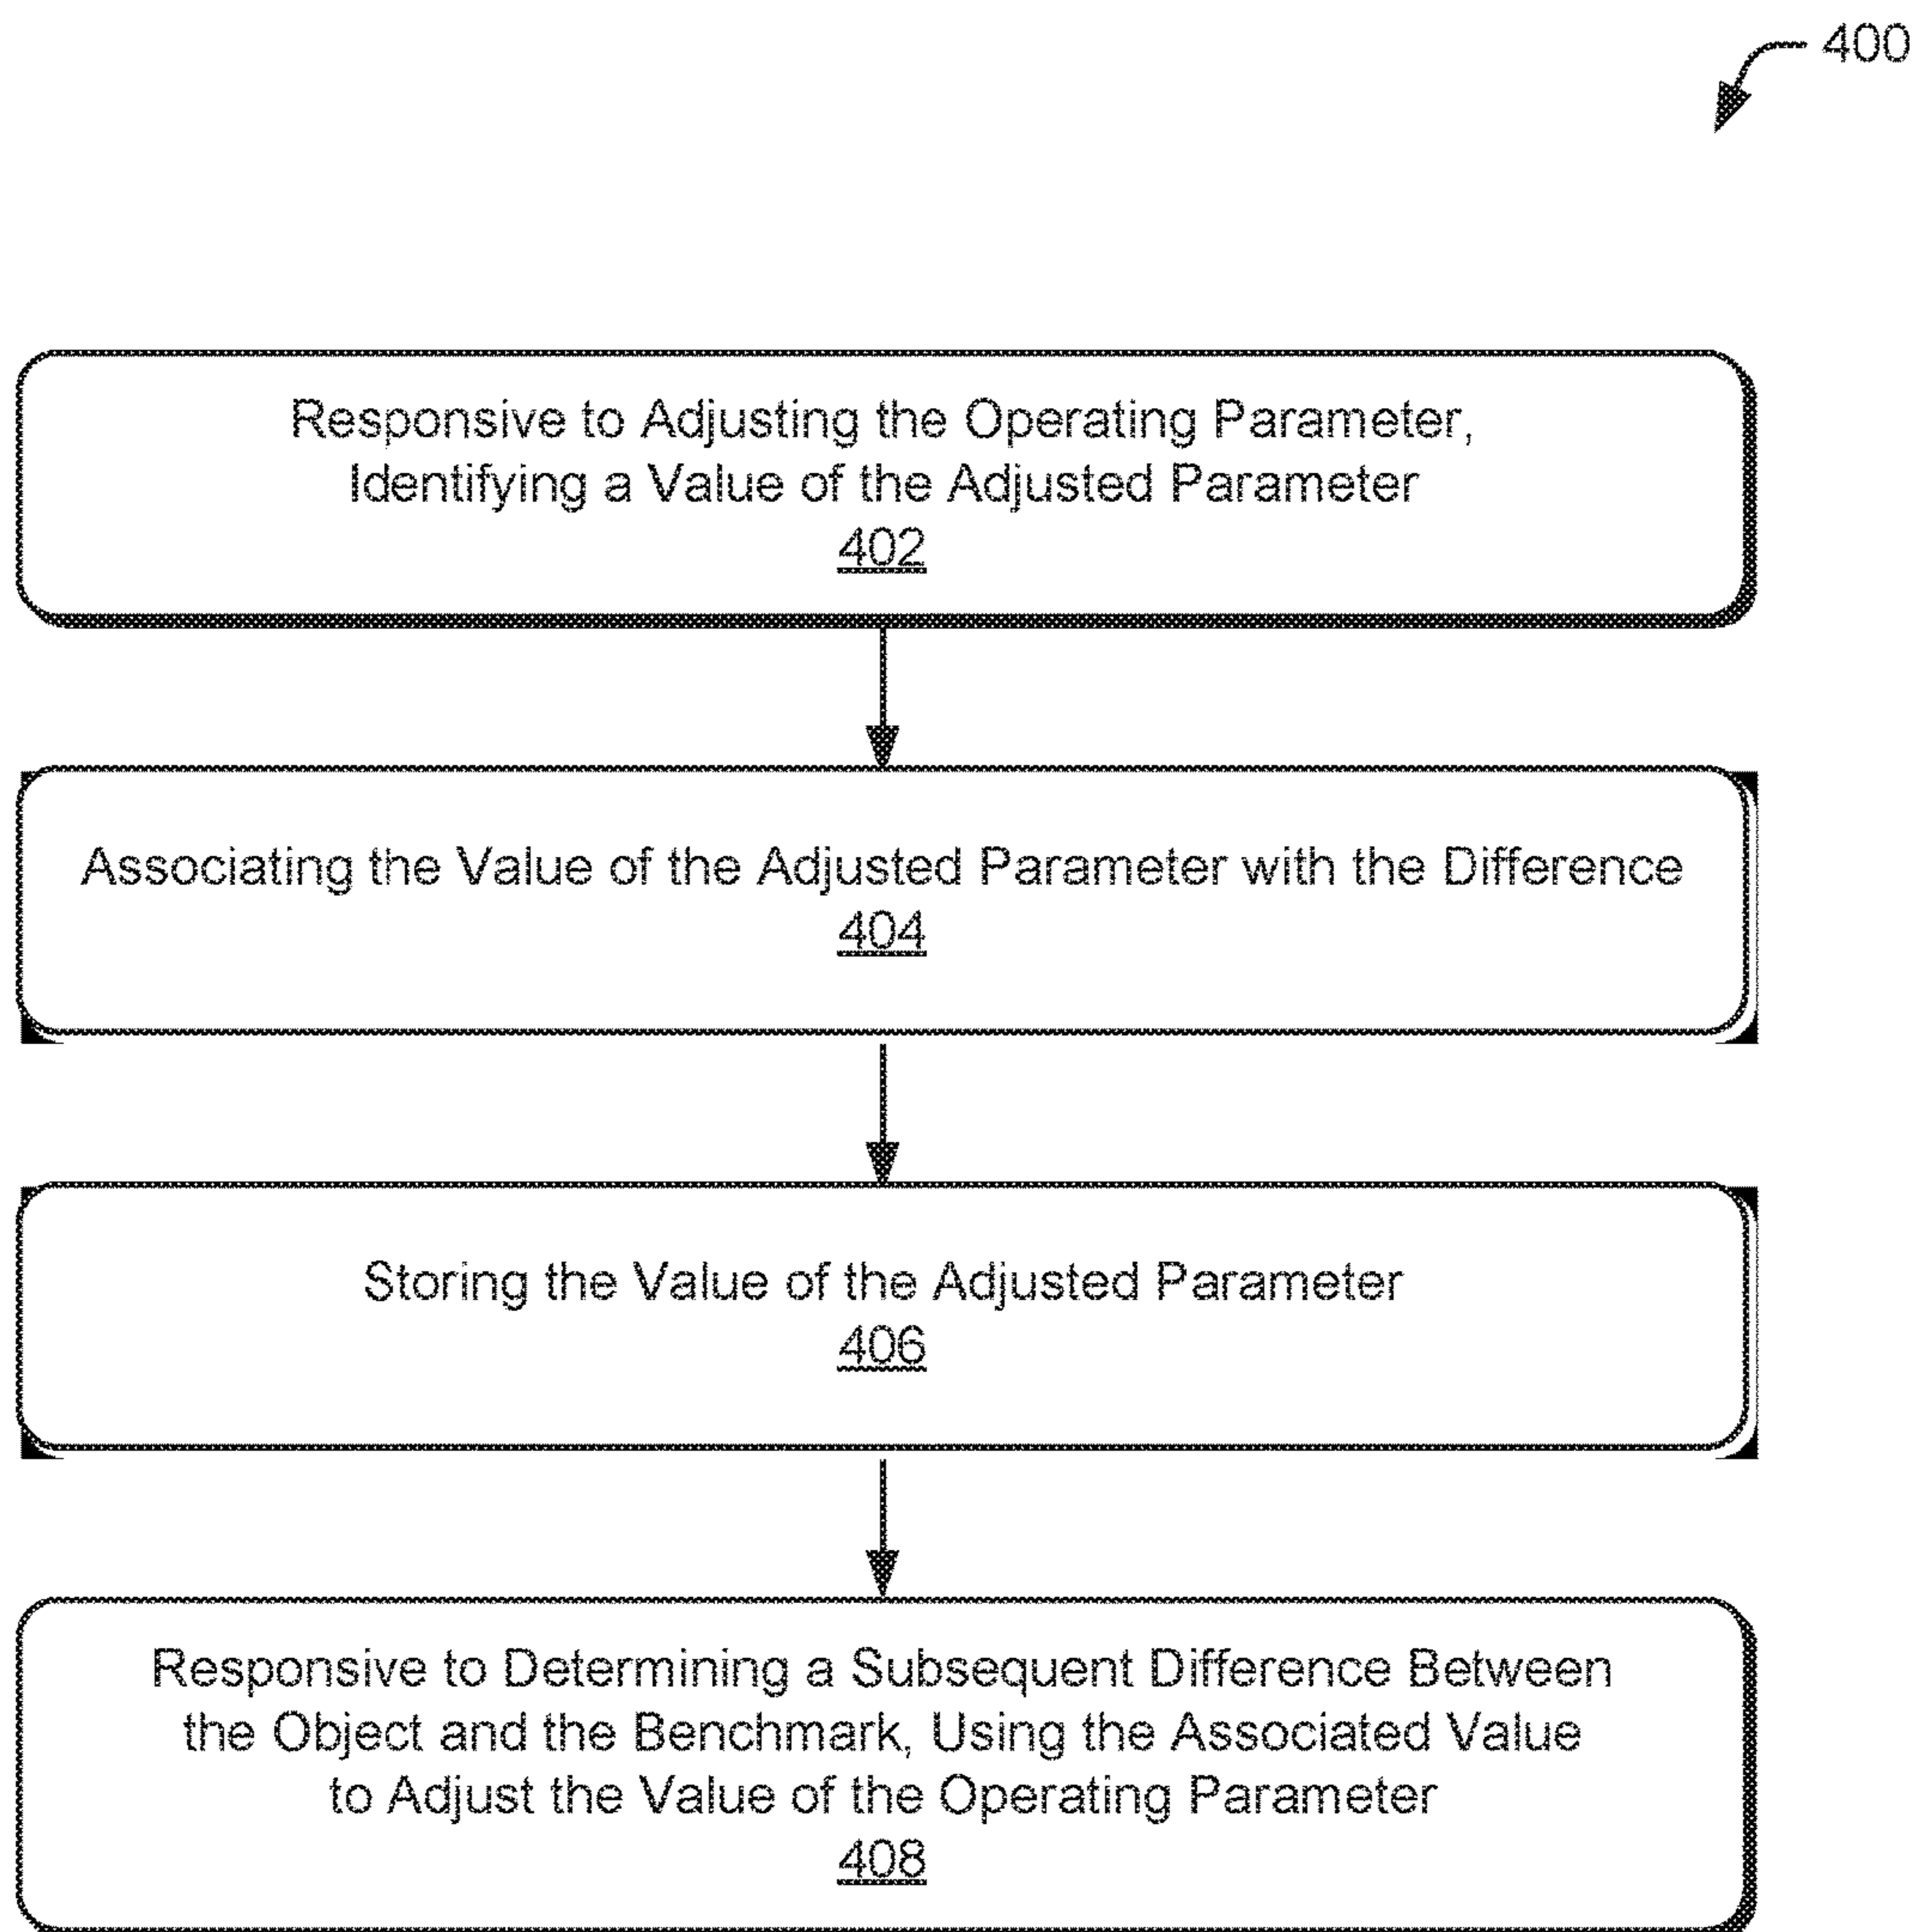 400
Responsive to Adjusting the Operating Parameter,
Identifying a Value of the Adjusted Parameter
402
Associating the Value of the Adjusted Parameter with the Difference
404
Storing the Value of the Adjusted Parameter
406
Responsive to Determining a Subsequent Difference Between
the Object and the Benchmark, Using the Associated Value
to Adjust the Value of the Operating Parameter
408